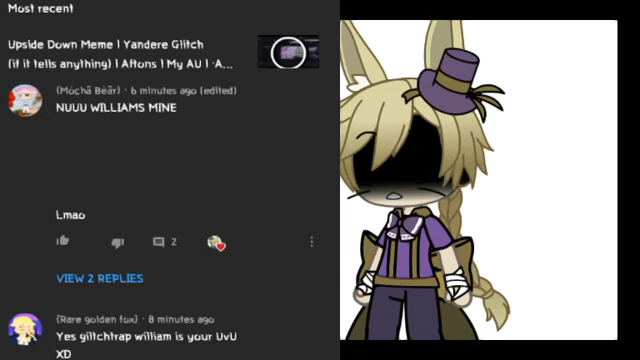 Most recent
Upside Down Meme | Yandere Glitch
(if it tells anything) | Aftons | My AU | ·A...
{Möchã Bëãr} · 6 minutes ago (edited)
NUUU WILLIAMS MINE
Lmao
2
VIEW 2 REPLIES
{Rare golden fox} · 8 minutes ago
Yes glitchtrap william is your UvU
XD